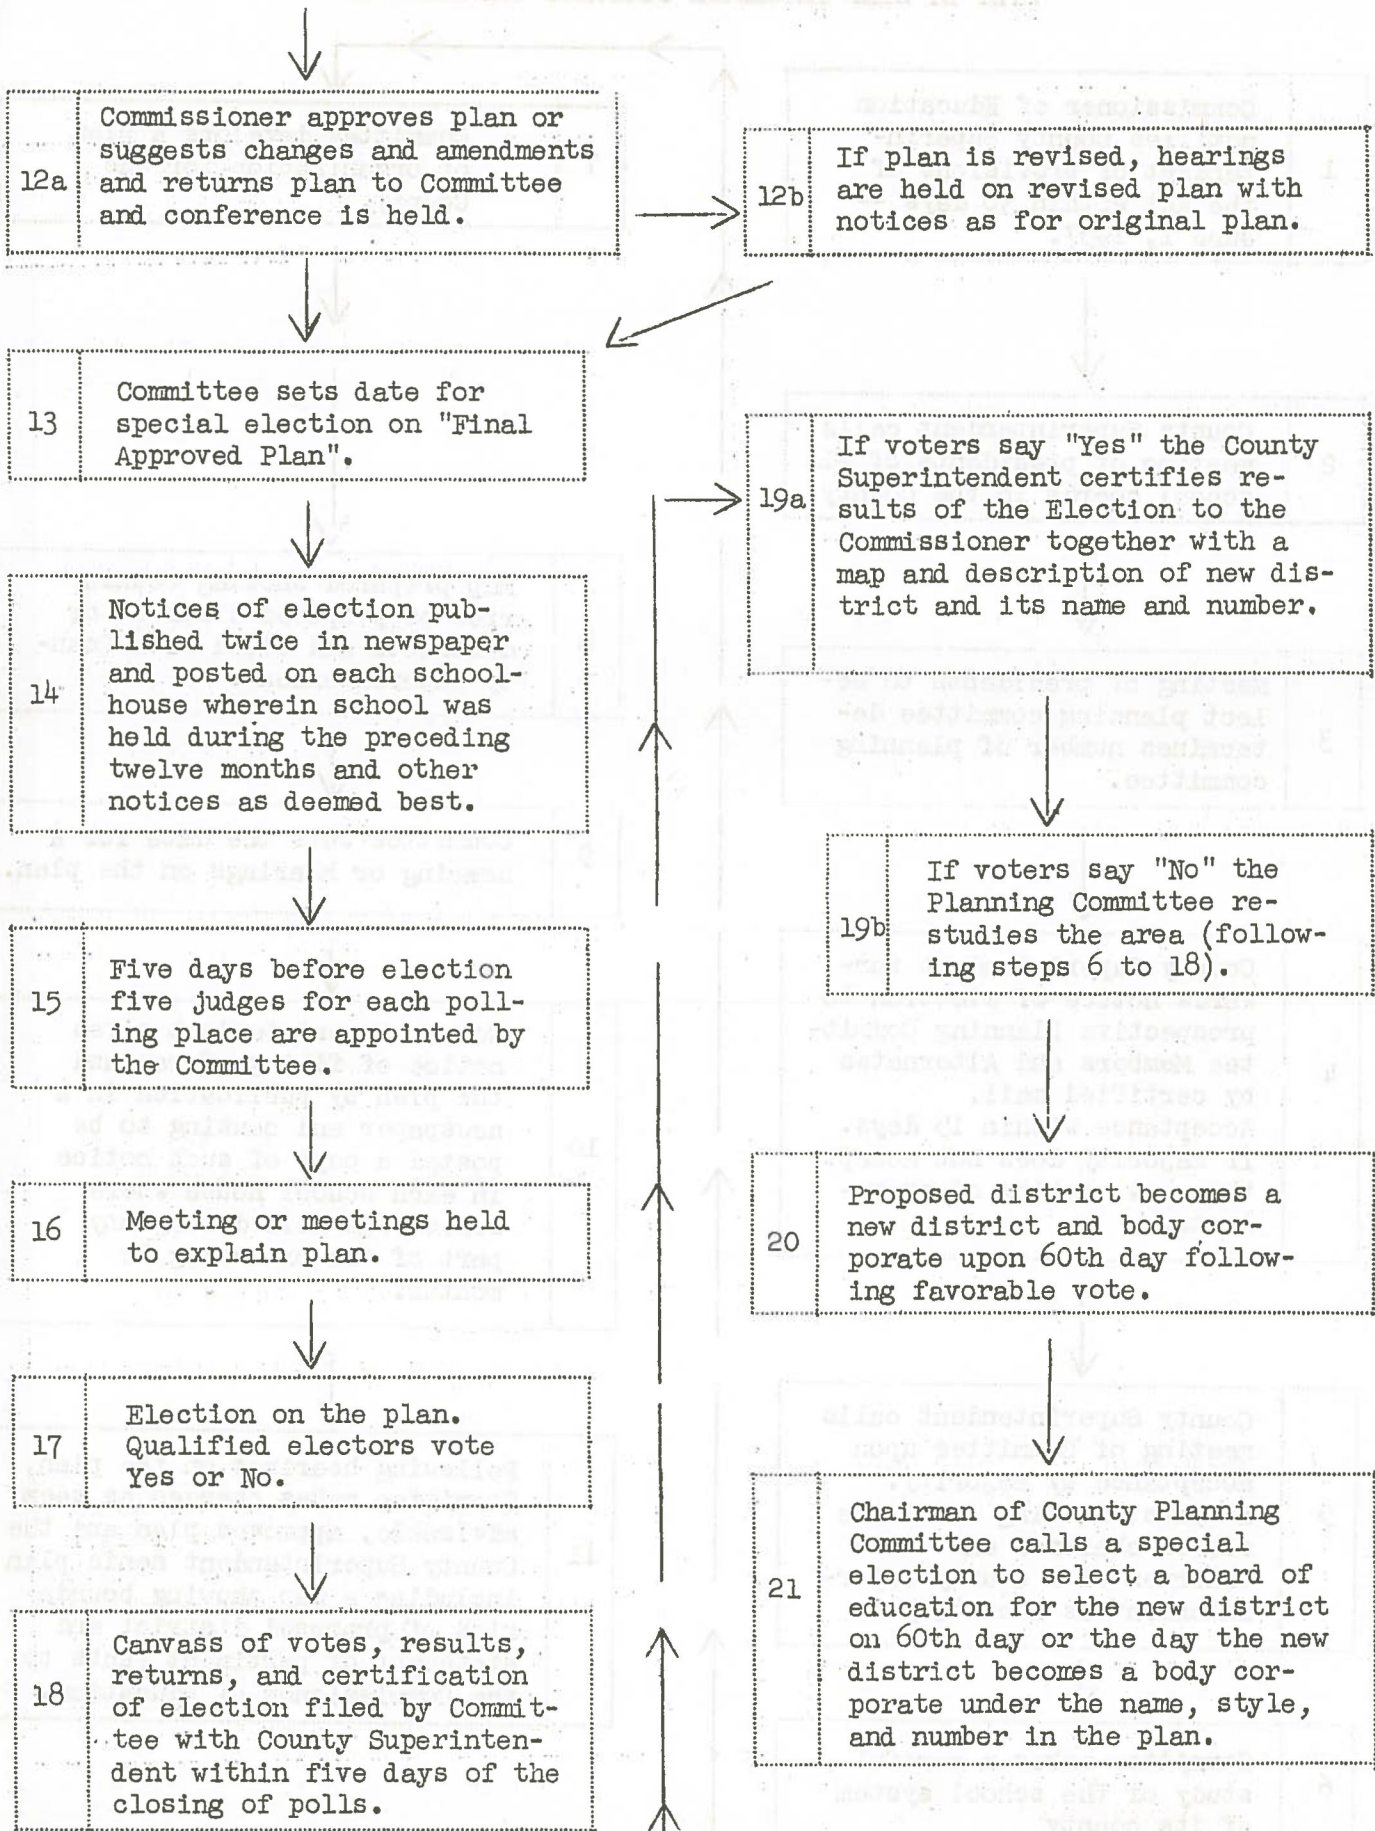 12a
Commissioner approves plan or
suggests changes and amendments
and returns plan to Committee
and conference is held.
12b
If plan is revised, hearings
are held on revised plan with
notices as for original plan.
13
Committee sets date for
special election on "Final
Approved Plan".
14
Notices of election pub-
lished twice in newspaper
and posted on each school-
house wherein school was
held during the preceding
twelve months and other
notices as deemed best.
15
Five days before election
five judges for each poll-
ing place are appointed by
the Committee.
16
Meeting or meetings held
to explain plan.
17
Election on the plan.
Qualified electors vote
Yes or No.
18
Canvass of votes, results,
returns, and certification
of election filed by Commit-
tee with County Superinten-
dent within five days of the
closing of polls.
19a
If voters say "Yes" the County
Superintendent certifies re-
sults of the Election to the
Commissioner together with a
map and description of new dis-
trict and its name and number.
19b
If voters say "No" the
Planning Committee re-
studies the area (follow-
ing steps 6 to 18).
20
Proposed district becomes a
new district and body cor-
porate upon 60th day follow-
ing favorable vote.
21
Chairman of County Planning
Committee calls a special
election to select a board of
education for the new district
on 60th day or the day the new
district becomes a body cor-
porate under the name, style,
and number in the plan.